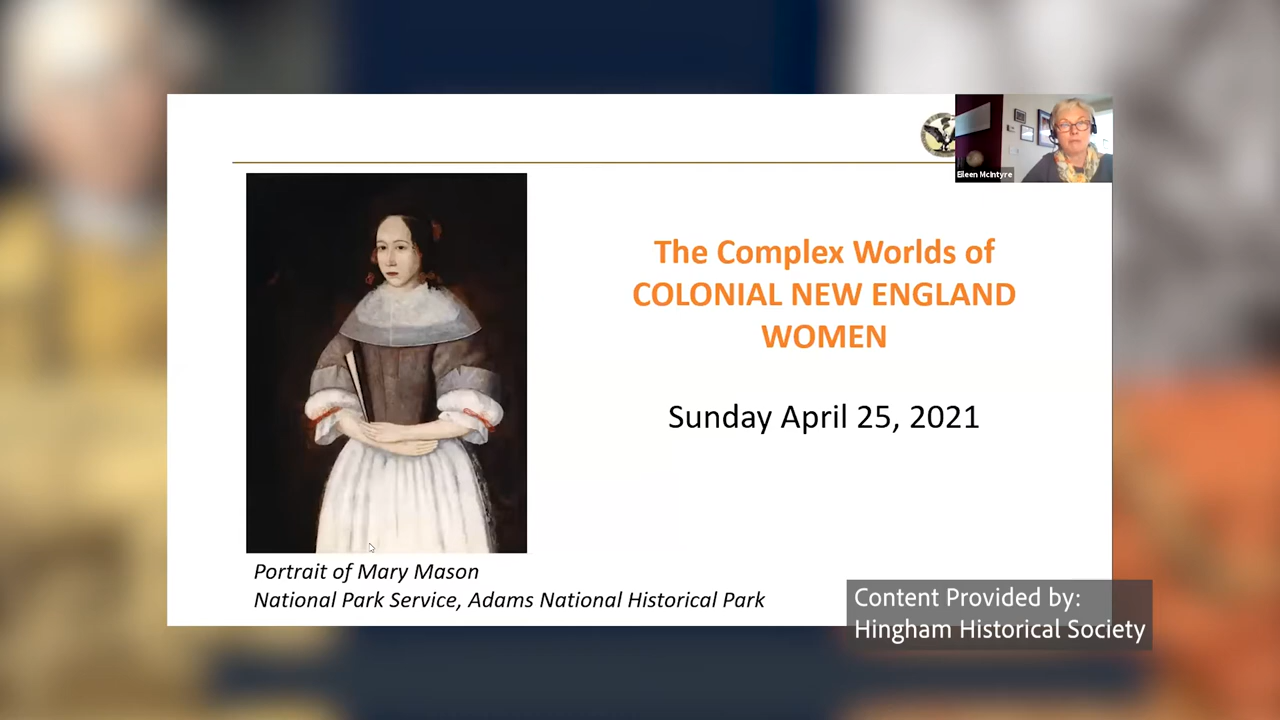 Eileen McIntyre
The Complex Worlds of
COLONIAL NEW ENGLAND
WOMEN
Sunday April 25, 2021
Portrait of Mary Mason
National Park Service, Adams National Historical Park
Content Provided by:
Hingham Historical Society